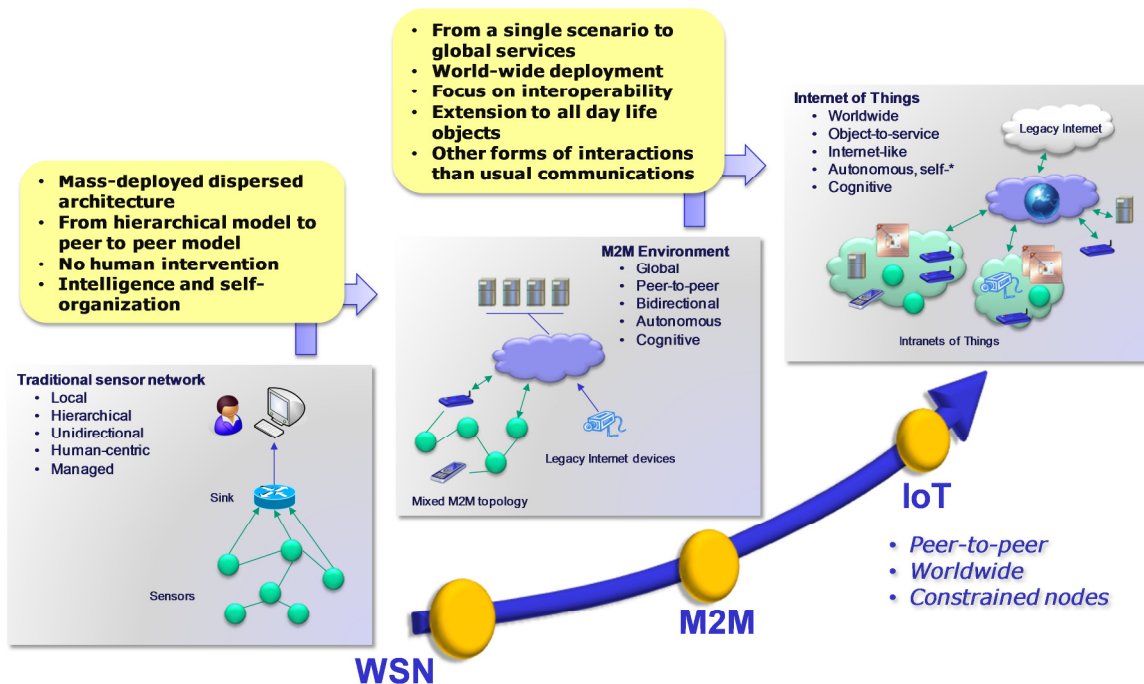 • From a single scenario to
global services
• World-wide deployment
• Focus on interoperability
• Extension to all day life
objects
• Other forms of interactions
than usual communications
• Mass-deployed dispersed
architecture
• From hierarchical model to
peer to peer model
• No human intervention
• Intelligence and self-
organization
Internet of Things
• Worldwide
• Object-to-service
• Internet-like
• Autonomous, self-*
• Cognitive
Legacy Internet
Intranets of Things
M2M Environment
• Global
• Peer-to-peer
• Bidirectional
• Autonomous
• Cognitive
Legacy Internet devices
Mixed M2M topology
Traditional sensor network
• Local
• Hierarchical
• Unidirectional
• Human-centric
• Managed
Sink
Sensors
WSN
M2M
IoT
• Peer-to-peer
• Worldwide
• Constrained nodes